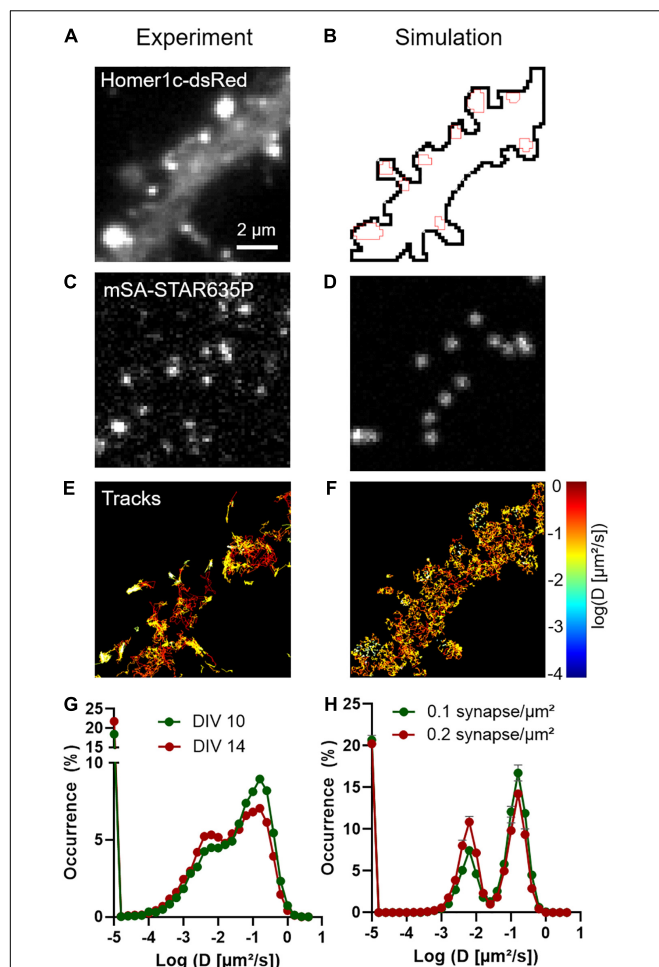 A Experiment B Simulation
Homer1c-dsRed
2 µm
C mSA-STAR635P D
E Tracks F
0
-1
-2
-3
-4
log(D [µm²/s])
G H
25
20
15
10
5
0
Occurrence (%)
DIV 10
DIV 14
-5 -4 -3 -2 -1 0 1
Log (D [µm²/s])
25
20
15
10
5
0
Occurrence (%)
0.1 synapse/µm²
0.2 synapse/µm²
-5 -4 -3 -2 -1 0 1
Log (D [µm²/s])